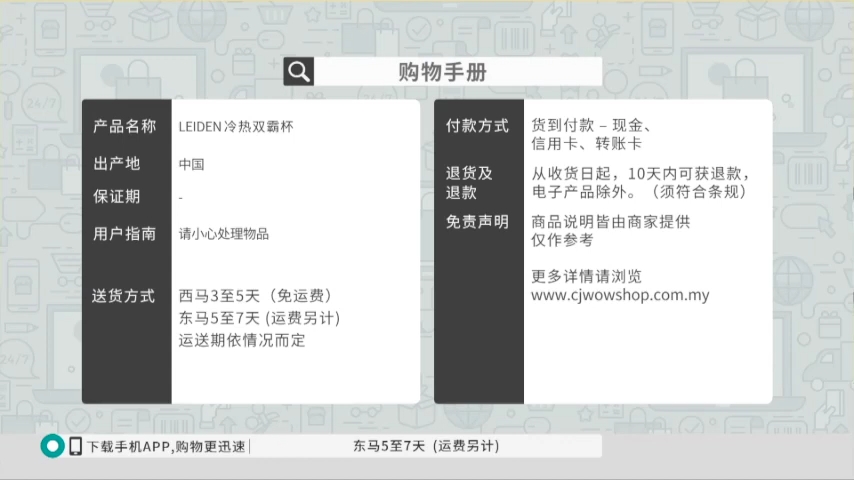 购物手册
产品名称 LEIDEN 冷热双霸杯
出产地 中国
保证期 -
用户指南 请小心处理物品
送货方式 西马3至5天（免运费）
东马5至7天 (运费另计)
运送期依情况而定
付款方式 货到付款 – 现金、
信用卡、转账卡
退货及
退款
从收货日起，10天内可获退款，
电子产品除外。（须符合条规）
免责声明 商品说明皆由商家提供
仅作参考
更多详情请浏览
www.cjwowshop.com.my
下载手机APP,购物更迅速 东马5至7天 (运费另计)
24/7
24/7